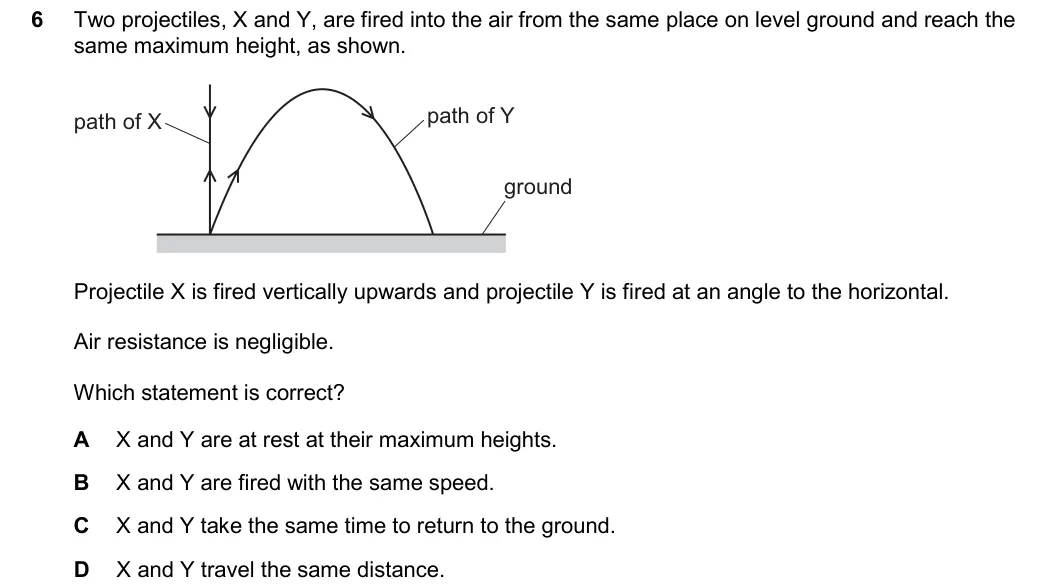 6 Two projectiles, X and Y, are fired into the air from the same place on level ground and reach the
same maximum height, as shown.
path of X
path of Y
ground
Projectile X is fired vertically upwards and projectile Y is fired at an angle to the horizontal.
Air resistance is negligible.
Which statement is correct?
A X and Y are at rest at their maximum heights.
B X and Y are fired with the same speed.
C X and Y take the same time to return to the ground.
D X and Y travel the same distance.